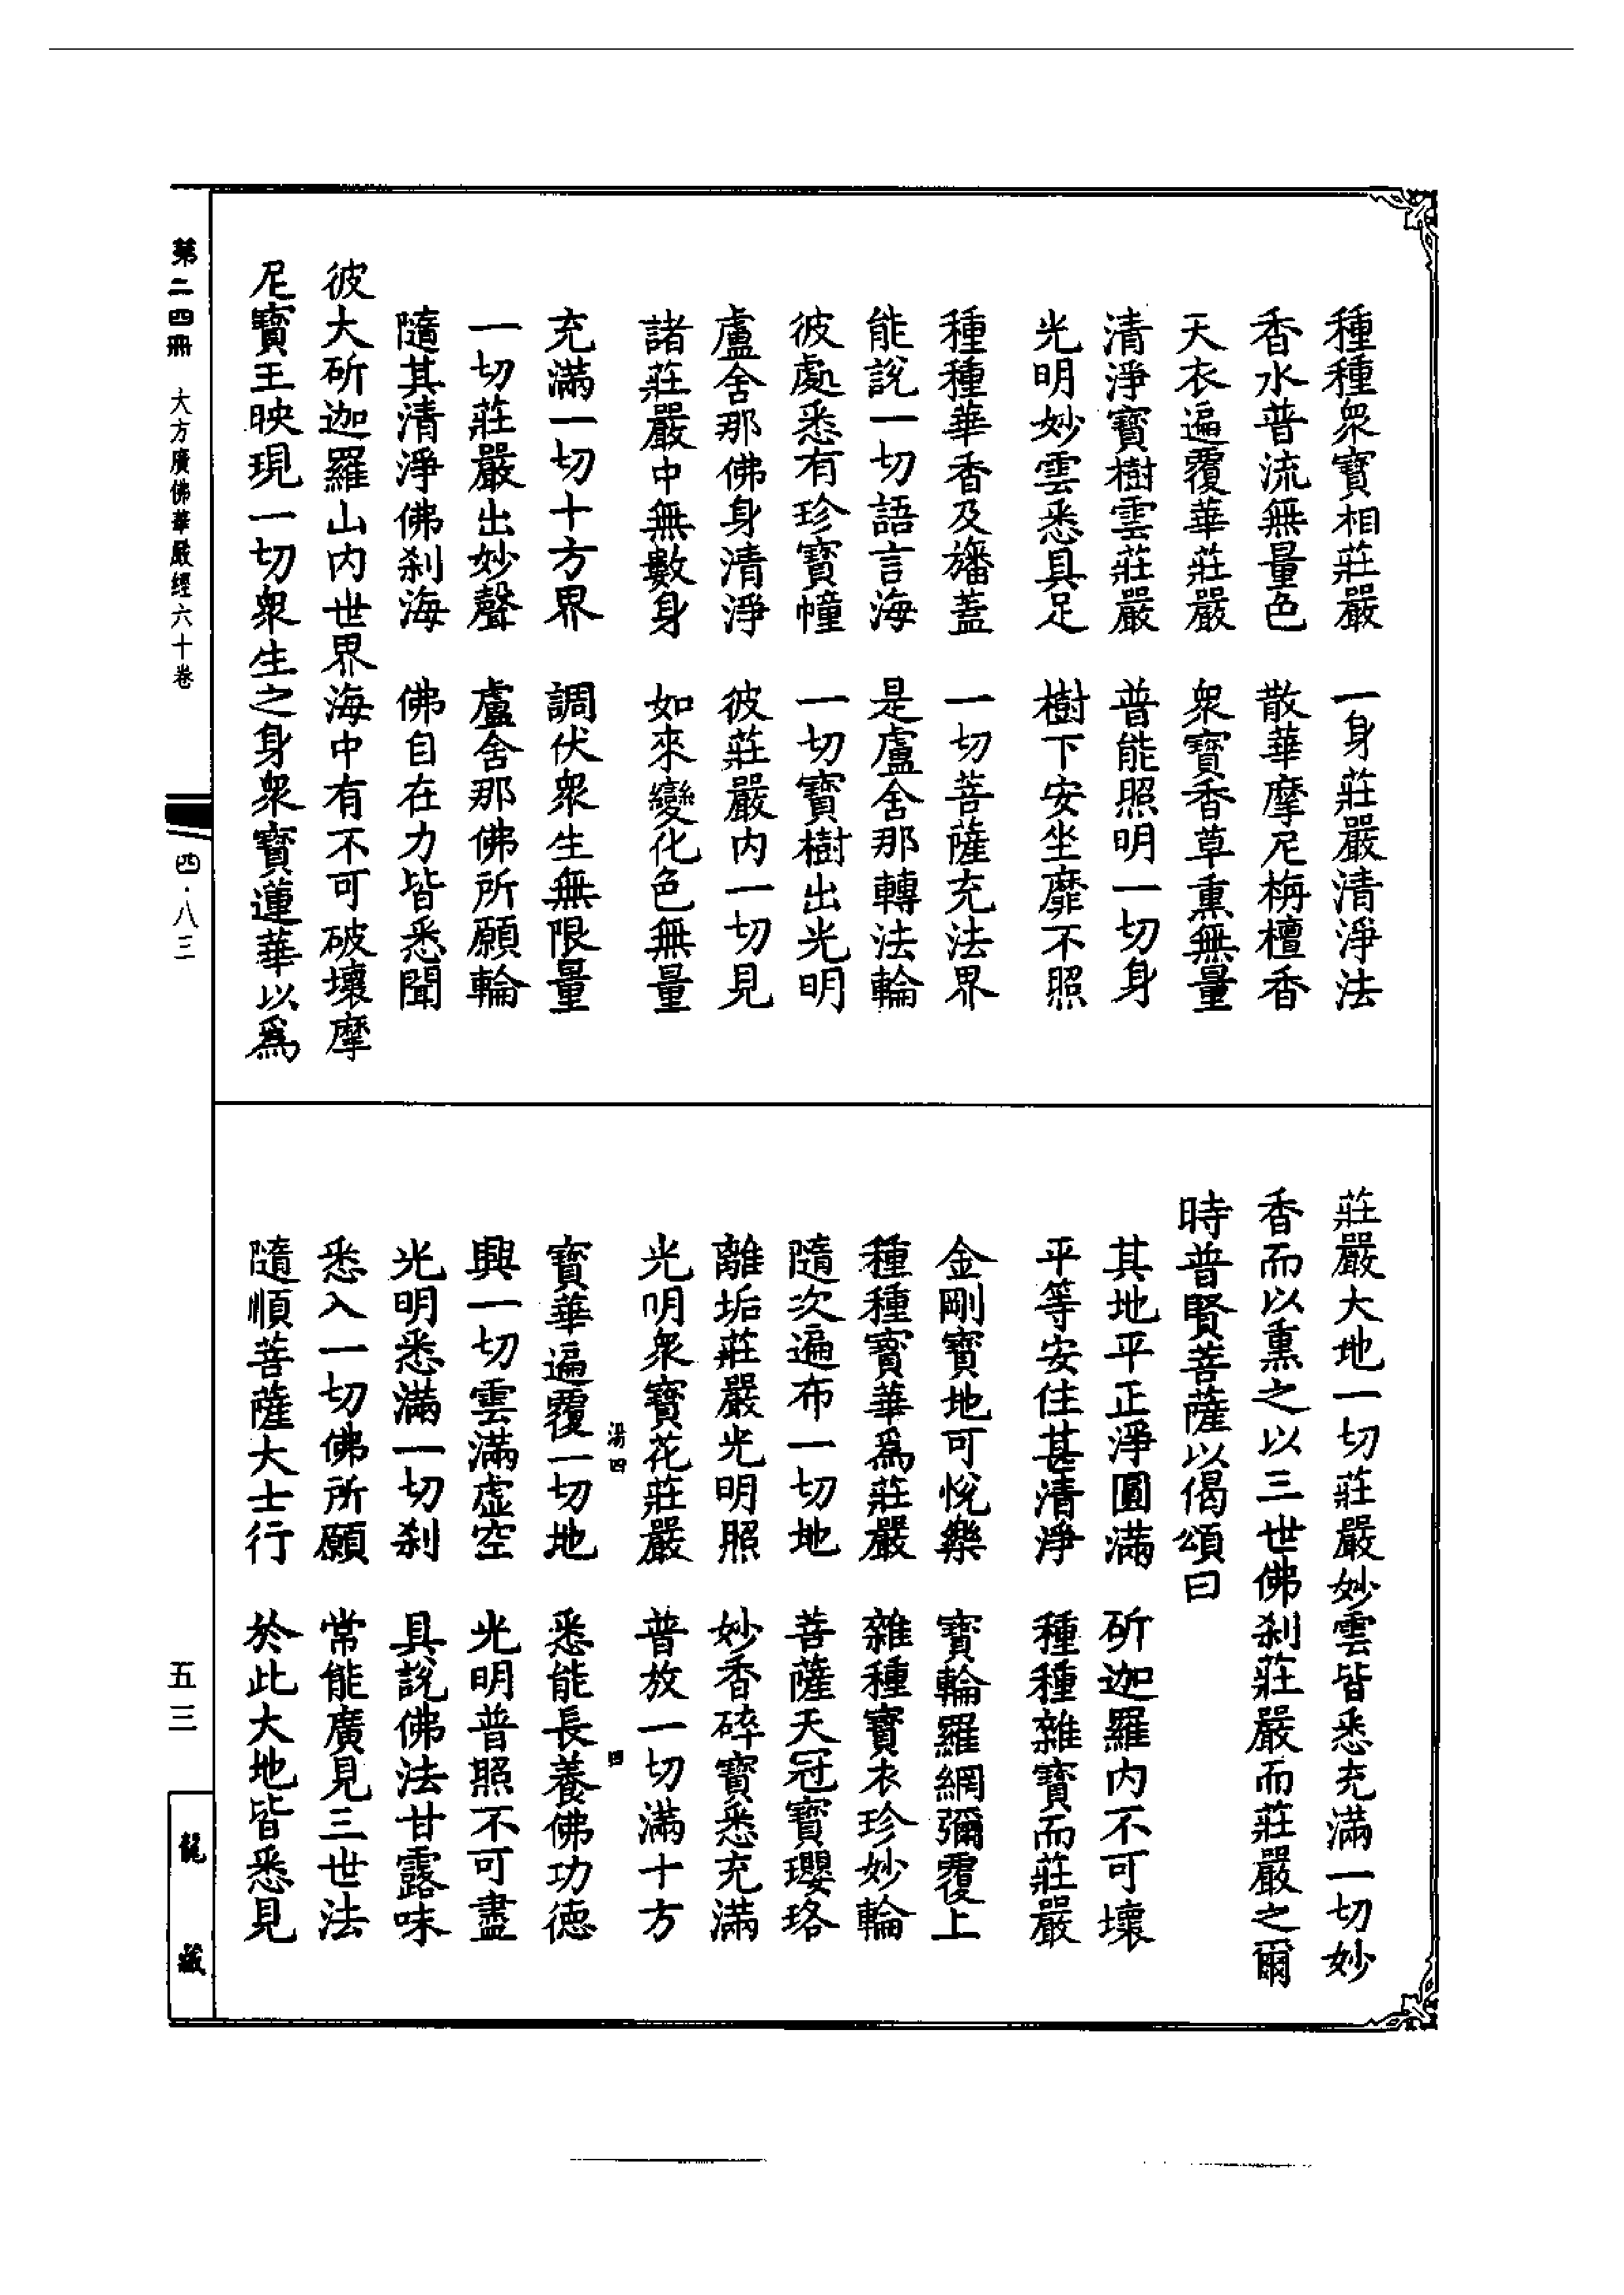 種種衆寶相莊嚴　一身莊嚴清淨法
香水普流無量色　散華摩尼栴檀香
天衣遍覆華莊嚴　衆寶香草熏無量
清淨寶樹雲莊嚴　普能照明一切身
光明妙雲悉具足　樹下安坐靡不照
種種華香及旛蓋　一切菩薩充法界
能說一切語言海　是盧舍那轉法輪
彼處悉有珍寶幢　一切寶樹出光明
盧舍那佛身清淨　彼莊嚴內一切見
諸莊嚴中無數身　如來變化色無量
充滿一切十方界　調伏衆生無限量
一切莊嚴出妙聲　盧舍那佛所願輪
隨其清淨佛剎海　佛自在力皆悉聞
彼大斫迦羅山內世界海中有不可破壞摩
尼寶王映現一切衆生之身衆寶蓮華以爲
莊嚴大地一切莊嚴妙雲皆悉充滿一切妙
香而以熏之以三世佛剎莊嚴而莊嚴之爾
時普賢菩薩以偈頌曰
其地平正淨圓滿　斫迦羅內不可壞
平等安住甚清淨　種種雜寶而莊嚴
金剛寶地可悅樂　寶輪羅網彌覆上
種種寶華爲莊嚴　雜種寶衣珍妙輪
隨次遍布一切地　菩薩天冠寶瓔珞
離垢莊嚴光明照　妙香碎寶悉充滿
光明衆寶花莊嚴　普放一切滿十方
湯四　四
寶華遍覆一切地　悉能長養佛功德
興一切雲滿虛空　光明普照不可盡
光明悉滿一切剎　具說佛法甘露味
悉入一切佛所願　常能廣見三世法
隨順菩薩大士行　於此大地皆悉見
第二四冊　大方廣佛華嚴經六十卷
四·八三
五三
龍藏